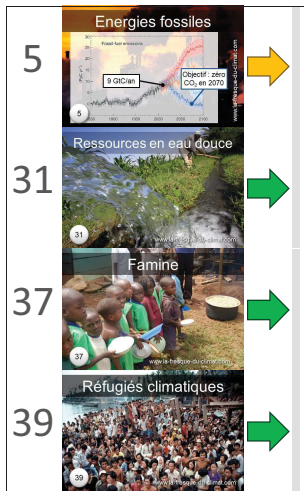 5
Energies fossiles
Fossil-fuel emissions
9 GtC/an
Objectif : zéro
CO₂ en 2070
5
www.la-fresque-du-climat.com
31
Ressources en eau douce
31
www.la-fresque-du-climat.com
37
Famine
37
www.la-fresque-du-climat.com
39
Réfugiés climatiques
39
www.la-fresque-du-climat.com